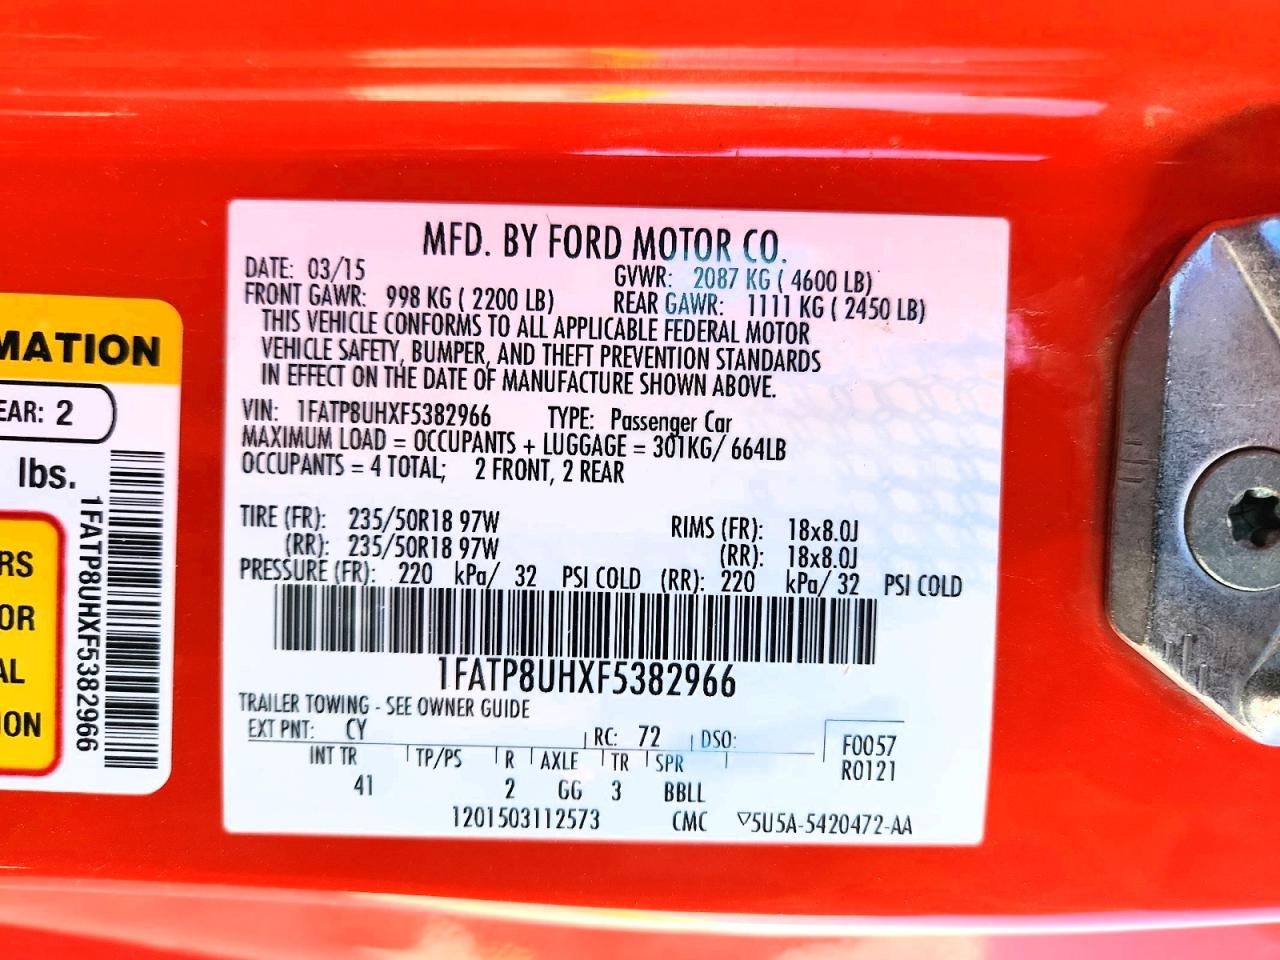 MATION
EAR: 2
lbs.
1FATP8UHXF5382966
RS
OR
AL
ION
MFD. BY FORD MOTOR CO.
DATE: 03/15 GVWR: 2087 KG ( 4600 LB)
FRONT GAWR: 998 KG ( 2200 LB) REAR GAWR: 1111 KG ( 2450 LB)
THIS VEHICLE CONFORMS TO ALL APPLICABLE FEDERAL MOTOR
VEHICLE SAFETY, BUMPER, AND THEFT PREVENTION STANDARDS
IN EFFECT ON THE DATE OF MANUFACTURE SHOWN ABOVE.
VIN: 1FATP8UHXF5382966 TYPE: Passenger Car
MAXIMUM LOAD = OCCUPANTS + LUGGAGE = 301KG/ 664LB
OCCUPANTS = 4 TOTAL; 2 FRONT, 2 REAR
TIRE (FR): 235/50R18 97W RIMS (FR): 18x8.0J
(RR): 235/50R18 97W (RR): 18x8.0J
PRESSURE (FR): 220 kPa/ 32 PSI COLD (RR): 220 kPa/ 32 PSI COLD
1FATP8UHXF5382966
TRAILER TOWING - SEE OWNER GUIDE
EXT PNT: CY RC: 72 DSO:
F0057
R0121
INT TR TP/PS R AXLE TR SPR
41 2 GG 3 BBLL
1201503112573 CMC ▽5U5A-5420472-AA